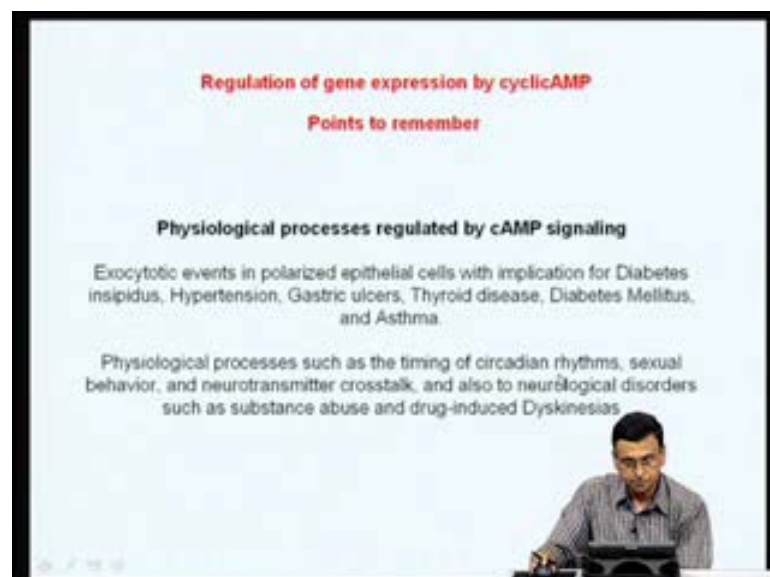 Regulation of gene expression by cyclicAMP
Points to remember
Physiological processes regulated by cAMP signaling
Exocytotic events in polarized epithelial cells with implication for Diabetes
insipidus, Hypertension, Gastric ulcers, Thyroid disease, Diabetes Mellitus,
and Asthma.
Physiological processes such as the timing of circadian rhythms, sexual
behavior, and neurotransmitter crosstalk, and also to neurological disorders
such as substance abuse and drug-induced Dyskinesias